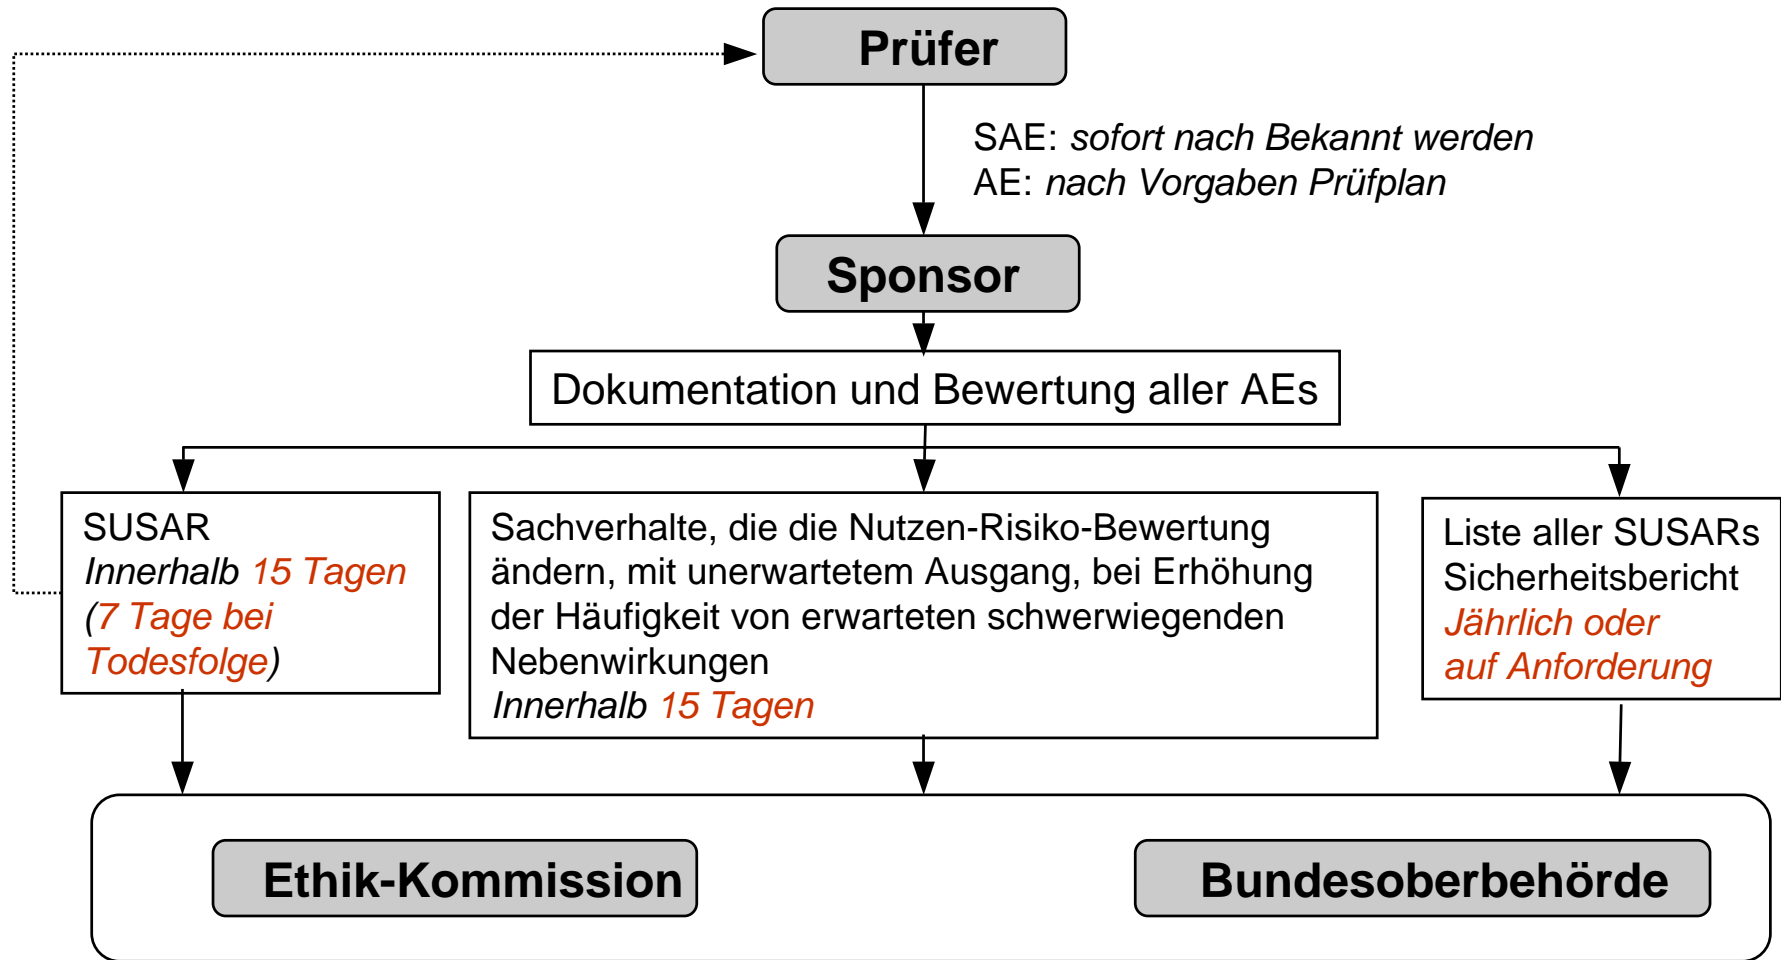 Prüfer
SAE: sofort nach Bekannt werden
AE: nach Vorgaben Prüfplan
Sponsor
Dokumentation und Bewertung aller AEs
SUSAR
Innerhalb 15 Tagen
(7 Tage bei
Todesfolge)
Sachverhalte, die die Nutzen-Risiko-Bewertung
ändern, mit unerwartetem Ausgang, bei Erhöhung
der Häufigkeit von erwarteten schwerwiegenden
Nebenwirkungen
Innerhalb 15 Tagen
Liste aller SUSARs
Sicherheitsbericht
Jährlich oder
auf Anforderung
Ethik-Kommission
Bundesoberbehörde